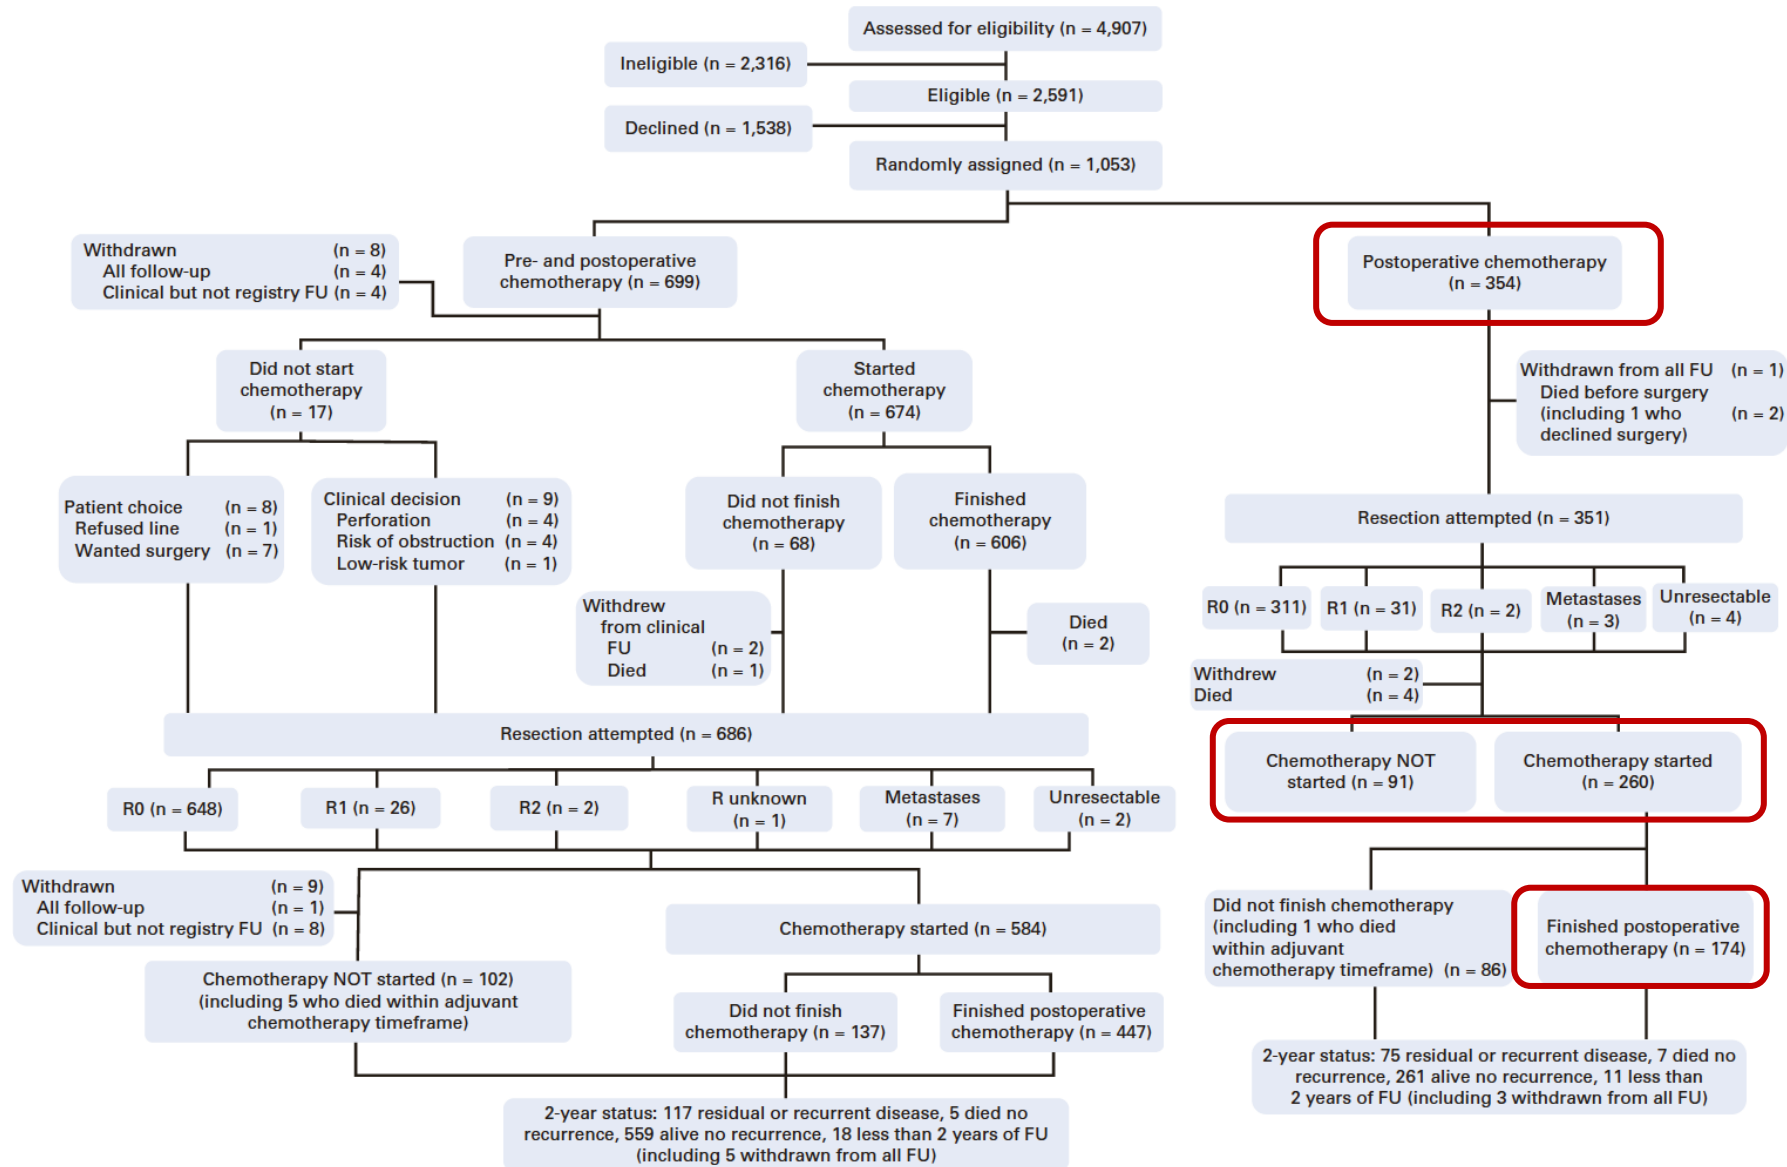 Assessed for eligibility (n = 4,907)
Ineligible (n = 2,316)
Eligible (n = 2,591)
Declined (n = 1,538)
Randomly assigned (n = 1,053)
Withdrawn (n = 8)
All follow-up (n = 4)
Clinical but not registry FU (n = 4)
Pre- and postoperative
chemotherapy (n = 699)
Postoperative chemotherapy
(n = 354)
Did not start
chemotherapy
(n = 17)
Started
chemotherapy
(n = 674)
Withdrawn from all FU (n = 1)
Died before surgery
(including 1 who (n = 2)
declined surgery)
Patient choice (n = 8)
Refused line (n = 1)
Wanted surgery (n = 7)
Clinical decision (n = 9)
Perforation (n = 4)
Risk of obstruction (n = 4)
Low-risk tumor (n = 1)
Did not finish
chemotherapy
(n = 68)
Finished
chemotherapy
(n = 606)
Resection attempted (n = 351)
Withdrew
from clinical
FU (n = 2)
Died (n = 1)
Died
(n = 2)
R0 (n = 311)
R1 (n = 31)
R2 (n = 2)
Metastases
(n = 3)
Unresectable
(n = 4)
Withdrew (n = 2)
Died (n = 4)
Resection attempted (n = 686)
Chemotherapy NOT
started (n = 91)
Chemotherapy started
(n = 260)
R0 (n = 648)
R1 (n = 26)
R2 (n = 2)
R unknown
(n = 1)
Metastases
(n = 7)
Unresectable
(n = 2)
Withdrawn (n = 9)
All follow-up (n = 1)
Clinical but not registry FU (n = 8)
Chemotherapy started (n = 584)
Did not finish chemotherapy
(including 1 who died
within adjuvant
chemotherapy timeframe) (n = 86)
Finished postoperative
chemotherapy (n = 174)
Chemotherapy NOT started (n = 102)
(including 5 who died within adjuvant
chemotherapy timeframe)
Did not finish
chemotherapy (n = 137)
Finished postoperative
chemotherapy (n = 447)
2-year status: 75 residual or recurrent disease, 7 died no
recurrence, 261 alive no recurrence, 11 less than
2 years of FU (including 3 withdrawn from all FU)
2-year status: 117 residual or recurrent disease, 5 died no
recurrence, 559 alive no recurrence, 18 less than 2 years of FU
(including 5 withdrawn from all FU)